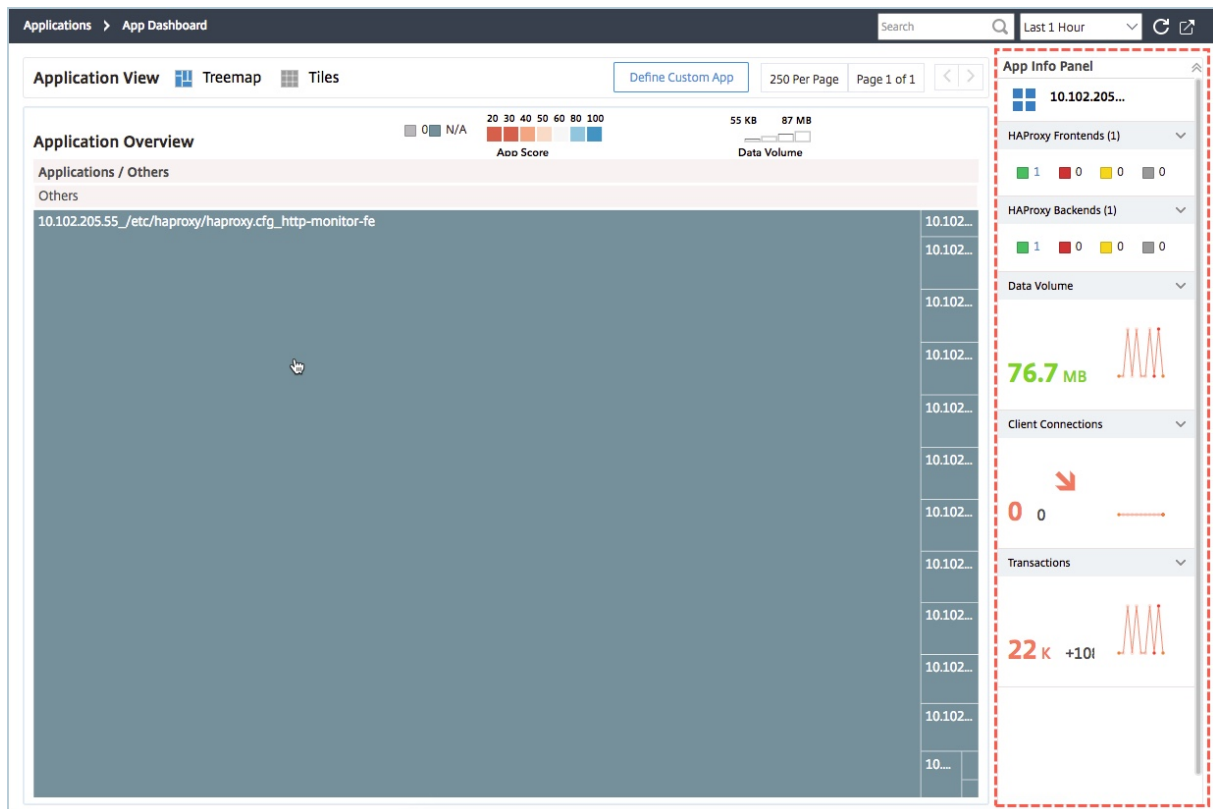 Applications > App Dashboard
Search
Last 1 Hour
Application View Treemap Tiles
Define Custom App
250 Per Page Page 1 of 1
Application Overview
0 N/A
20 30 40 50 60 80 100
App Score
55 KB 87 MB
Data Volume
Applications / Others
Others
10.102.205.55_/etc/haproxy/haproxy.cfg_http-monitor-fe
10.102...
10.102...
10.102...
10.102...
10.102...
10.102...
10.102...
10.102...
10.102...
10.102...
10.102...
10....
App Info Panel
10.102.205...
HAProxy Frontends (1)
1 0 0 0
HAProxy Backends (1)
1 0 0 0
Data Volume
76.7 MB
Client Connections
0 0
Transactions
22 K